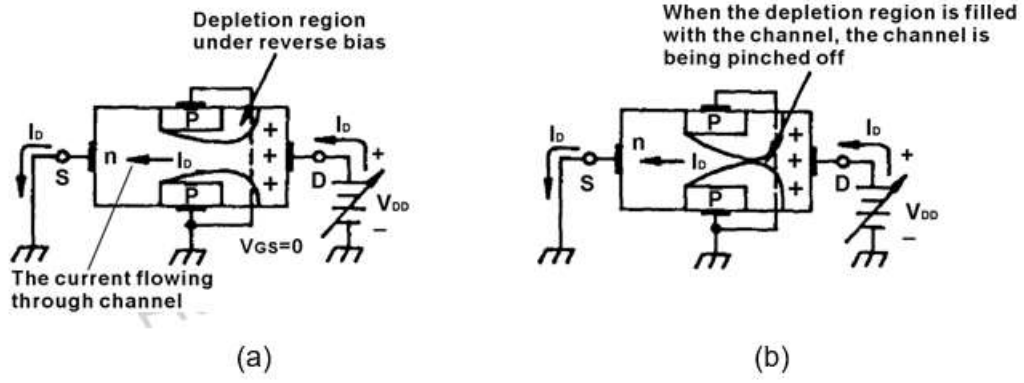 Depletion region
under reverse bias
P
ID
n
ID
S
+
+
+
ID
D
+
VDD
−
P
VGS=0
The current flowing
through channel
(a)
When the depletion region is filled
with the channel, the channel is
being pinched off
P
ID
n
ID
S
+
+
+
ID
D
+
VDD
−
P
(b)